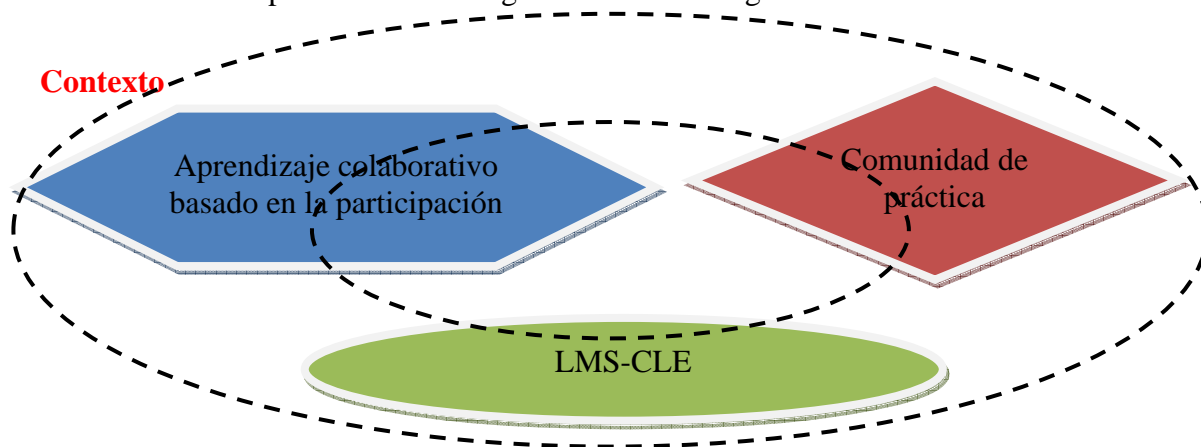 Contexto
Aprendizaje colaborativo
basado en la participación
Comunidad de
práctica
LMS-CLE